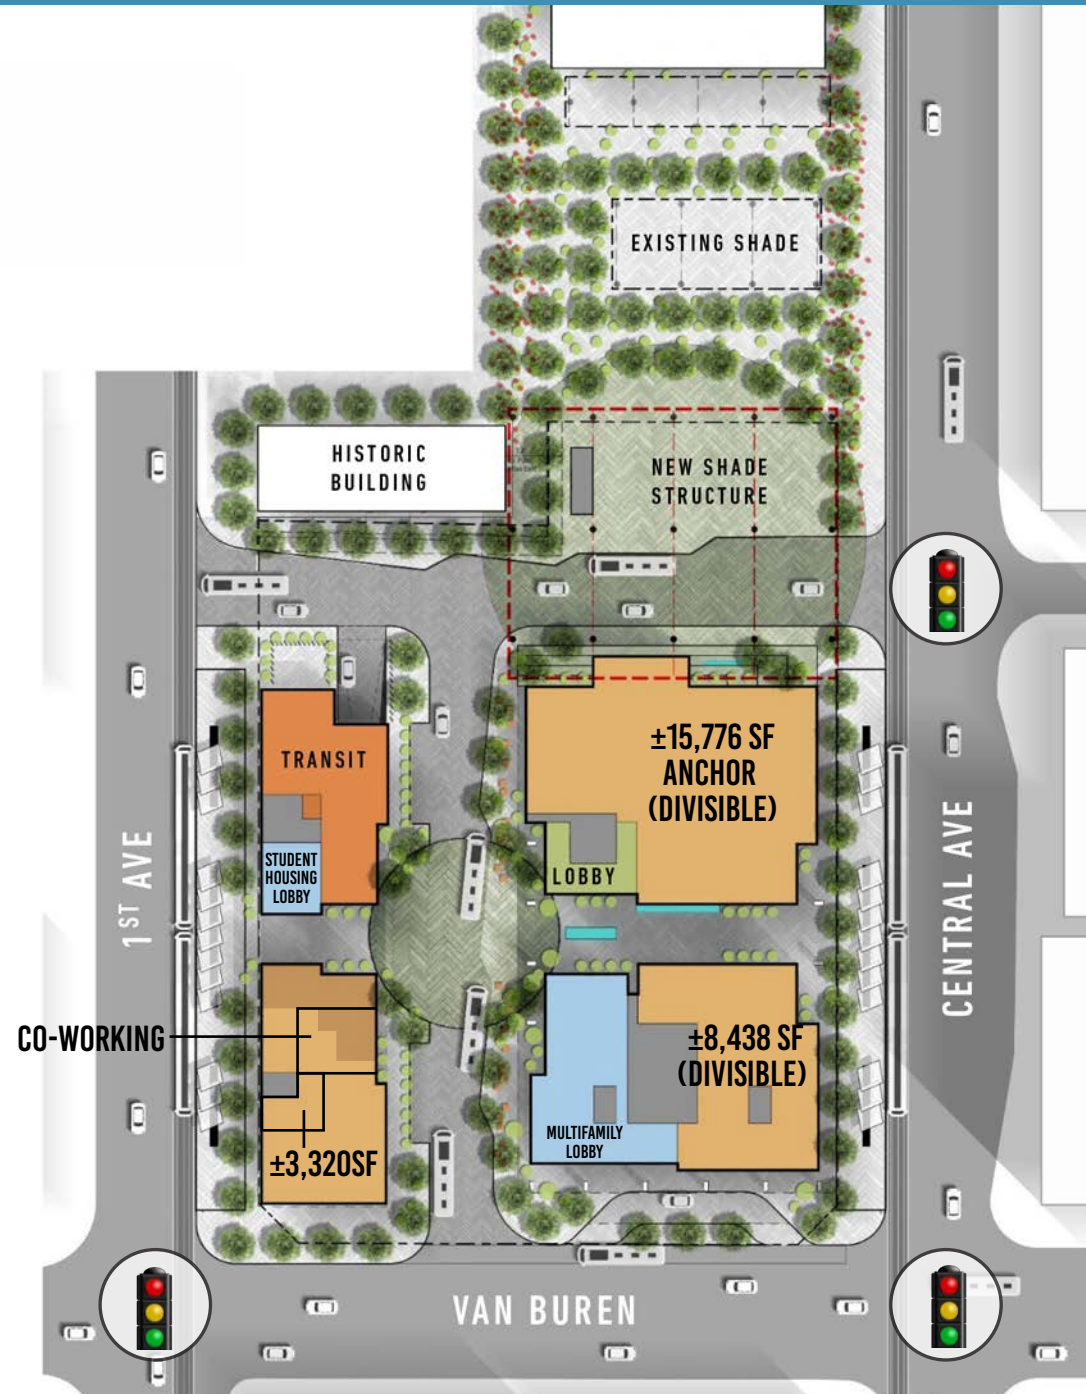 EXISTING SHADE
HISTORIC
BUILDING
NEW SHADE
STRUCTURE
TRANSIT
±15,776 SF
ANCHOR
(DIVISIBLE)
STUDENT
HOUSING
LOBBY
LOBBY
1ST AVE
CENTRAL AVE
CO-WORKING
±8,438 SF
(DIVISIBLE)
MULTIFAMILY
LOBBY
±3,320SF
VAN BUREN